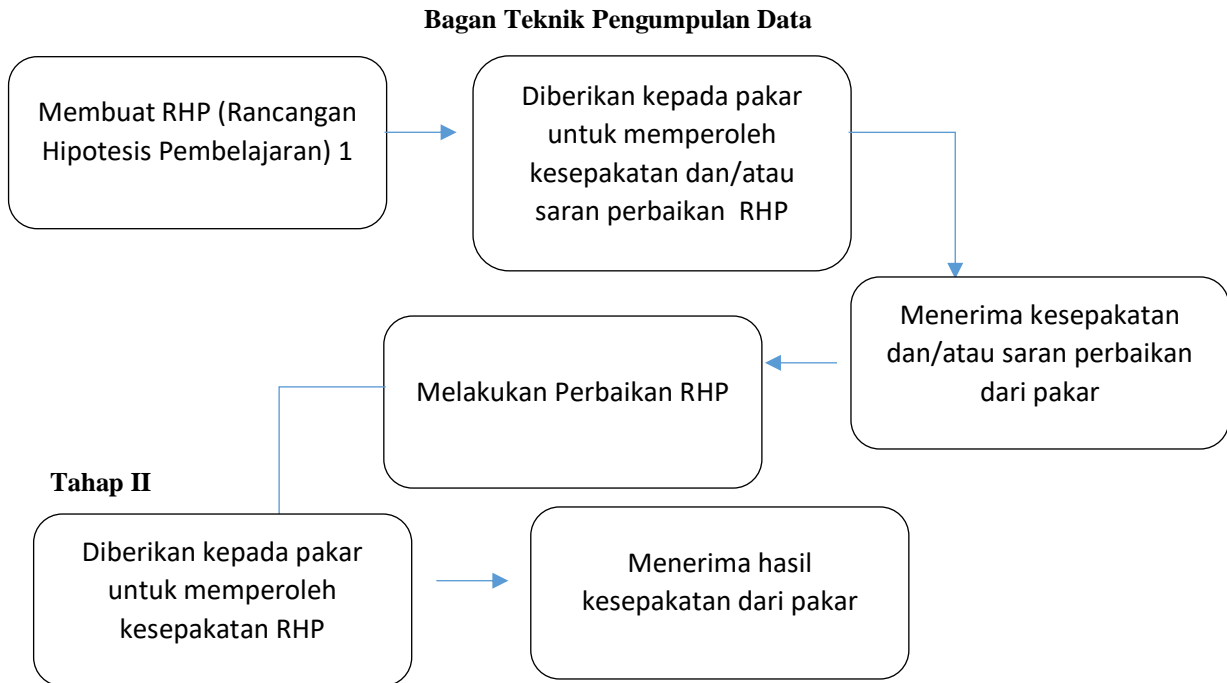 Bagan Teknik Pengumpulan Data
Membuat RHP (Rancangan
Hipotesis Pembelajaran) 1
Diberikan kepada pakar
untuk memperoleh
kesepakatan dan/atau
saran perbaikan RHP
Menerima kesepakatan
dan/atau saran perbaikan
dari pakar
Melakukan Perbaikan RHP
Tahap II
Diberikan kepada pakar
untuk memperoleh
kesepakatan RHP
Menerima hasil
kesepakatan dari pakar